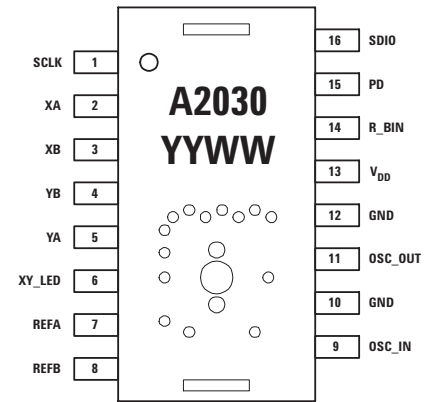 SCLK 1
XA 2
XB 3
YB 4
YA 5
XY_LED 6
REFA 7
REFB 8
A2030
YYWW
16 SDIO
15 PD
14 R_BIN
13 VDD
12 GND
11 OSC_OUT
10 GND
9 OSC_IN